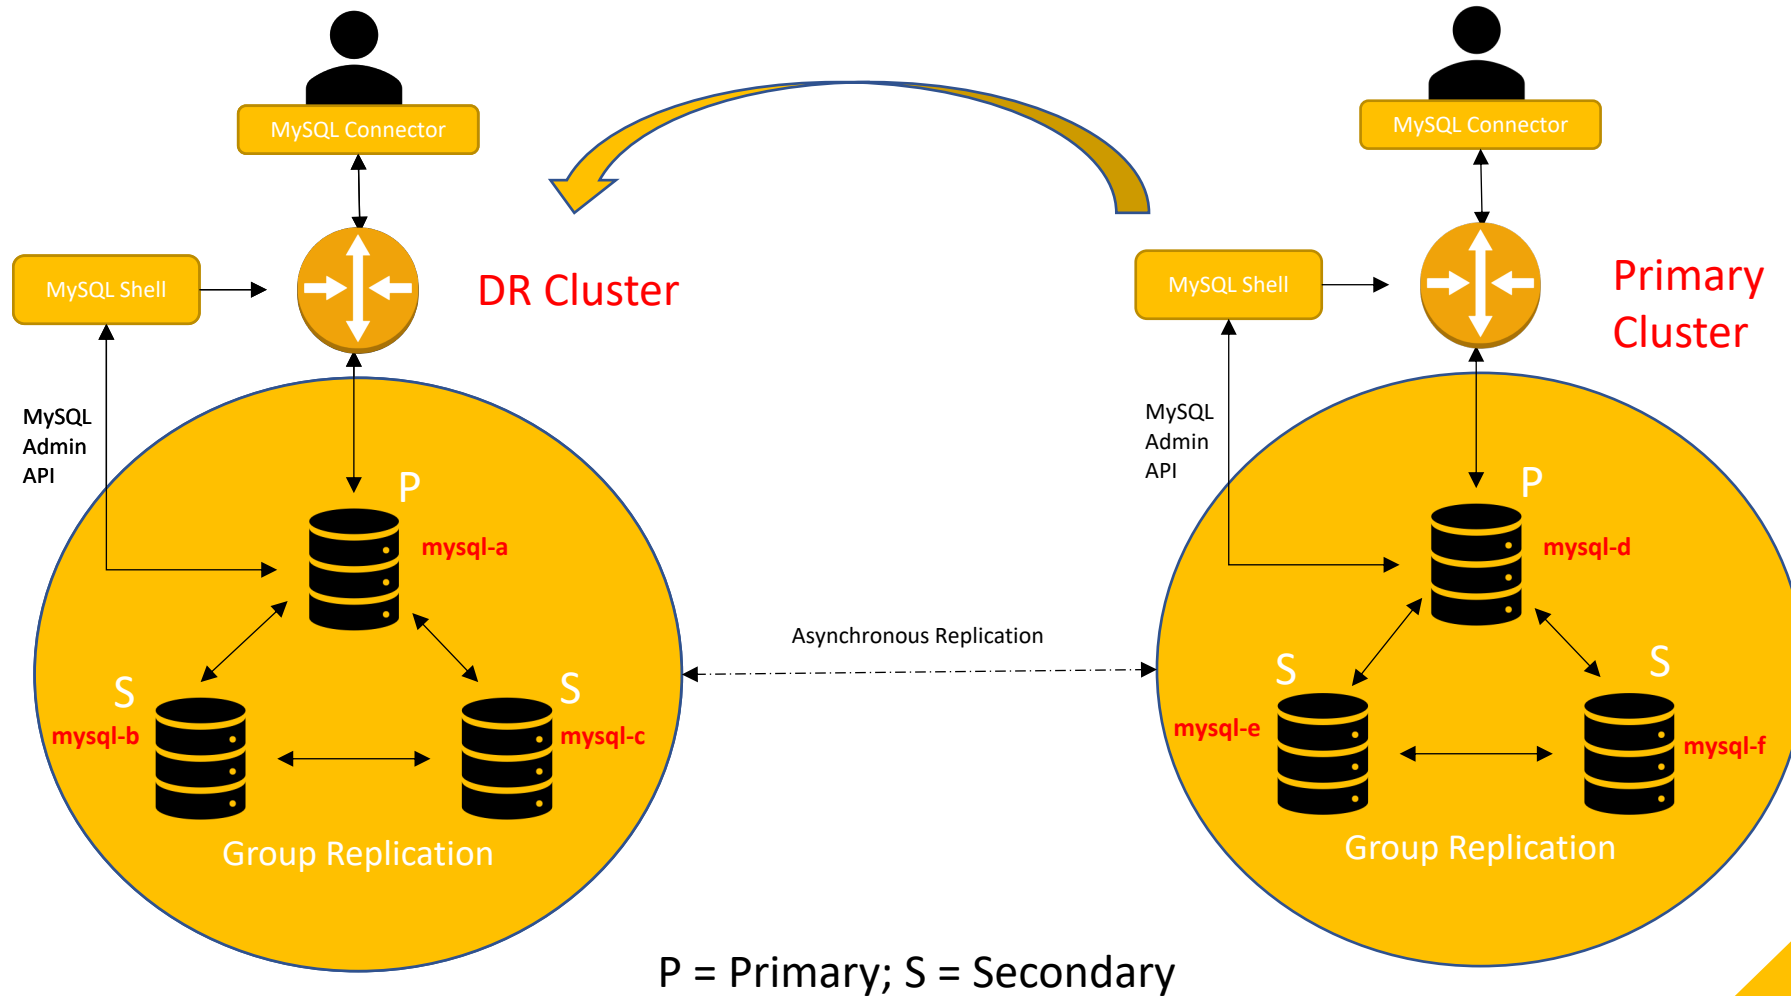 MySQL Connector
MySQL Shell
DR Cluster
MySQL
Admin
API
P
mysql-a
S
mysql-b
S
mysql-c
Group Replication
Asynchronous Replication
MySQL Connector
MySQL Shell
Primary
Cluster
MySQL
Admin
API
P
mysql-d
S
mysql-e
S
mysql-f
Group Replication
P = Primary; S = Secondary